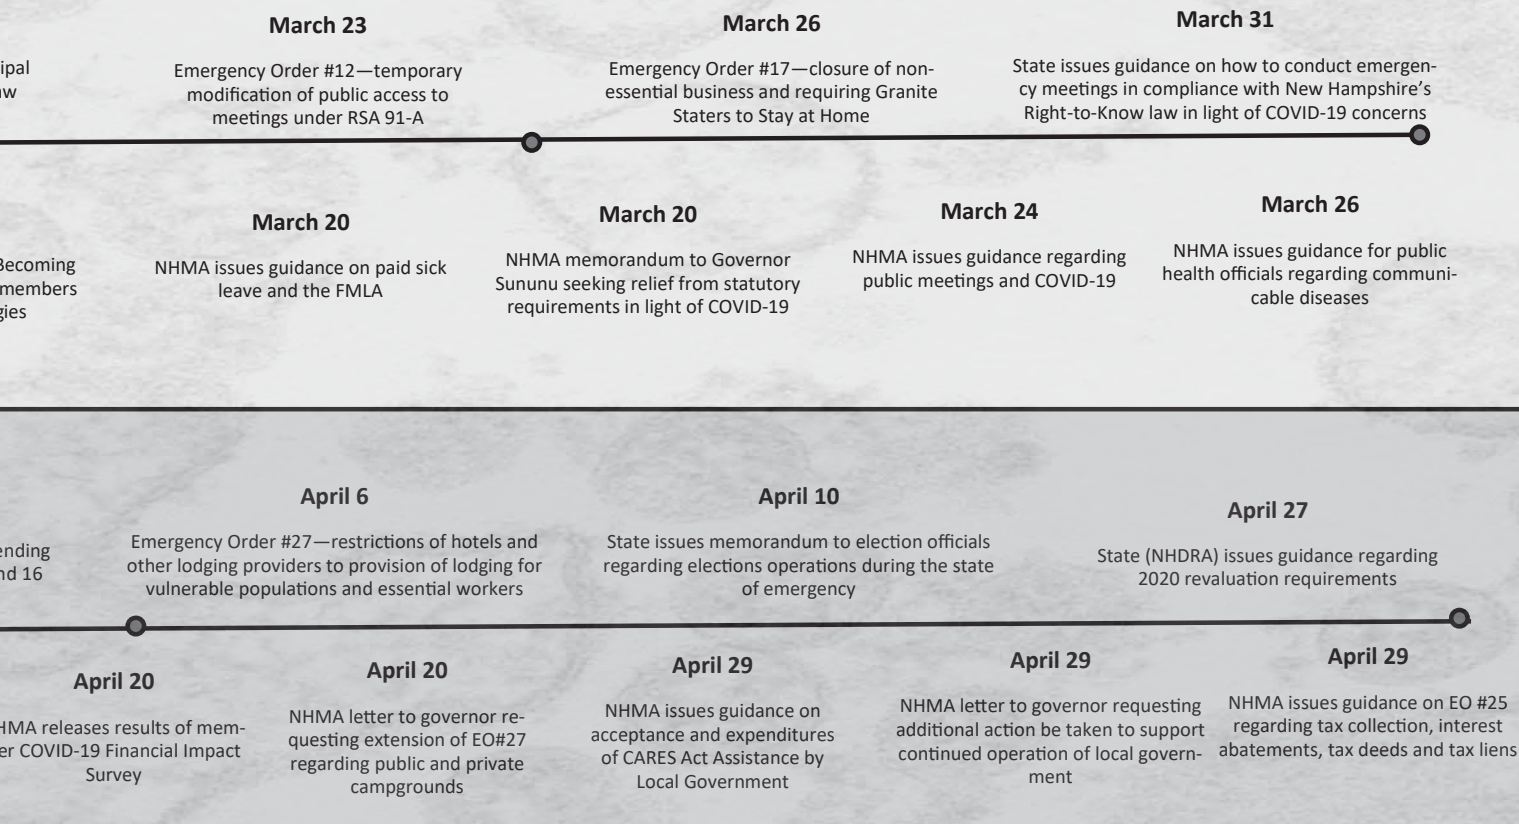 March 23
Emergency Order #12—temporary
modification of public access to
meetings under RSA 91-A
March 26
Emergency Order #17—closure of non-
essential business and requiring Granite
Staters to Stay at Home
March 31
State issues guidance on how to conduct emergen-
cy meetings in compliance with New Hampshire's
Right-to-Know law in light of COVID-19 concerns
Becoming
members
March 20
NHMA issues guidance on paid sick
leave and the FMLA
March 20
NHMA memorandum to Governor
Sununu seeking relief from statutory
requirements in light of COVID-19
March 24
NHMA issues guidance regarding
public meetings and COVID-19
March 26
NHMA issues guidance for public
health officials regarding communi-
cable diseases
16
April 6
Emergency Order #27—restrictions of hotels and
other lodging providers to provision of lodging for
vulnerable populations and essential workers
April 10
State issues memorandum to election officials
regarding elections operations during the state
of emergency
April 27
State (NHDRA) issues guidance regarding
2020 revaluation requirements
April 20
releases results of mem-
COVID-19 Financial Impact
Survey
April 20
NHMA letter to governor re-
questing extension of EO#27
regarding public and private
campgrounds
April 29
NHMA issues guidance on
acceptance and expenditures
of CARES Act Assistance by
Local Government
April 29
NHMA letter to governor requesting
additional action be taken to support
continued operation of local govern-
ment
April 29
NHMA issues guidance on EO #25
regarding tax collection, interest
abatements, tax deeds and tax liens